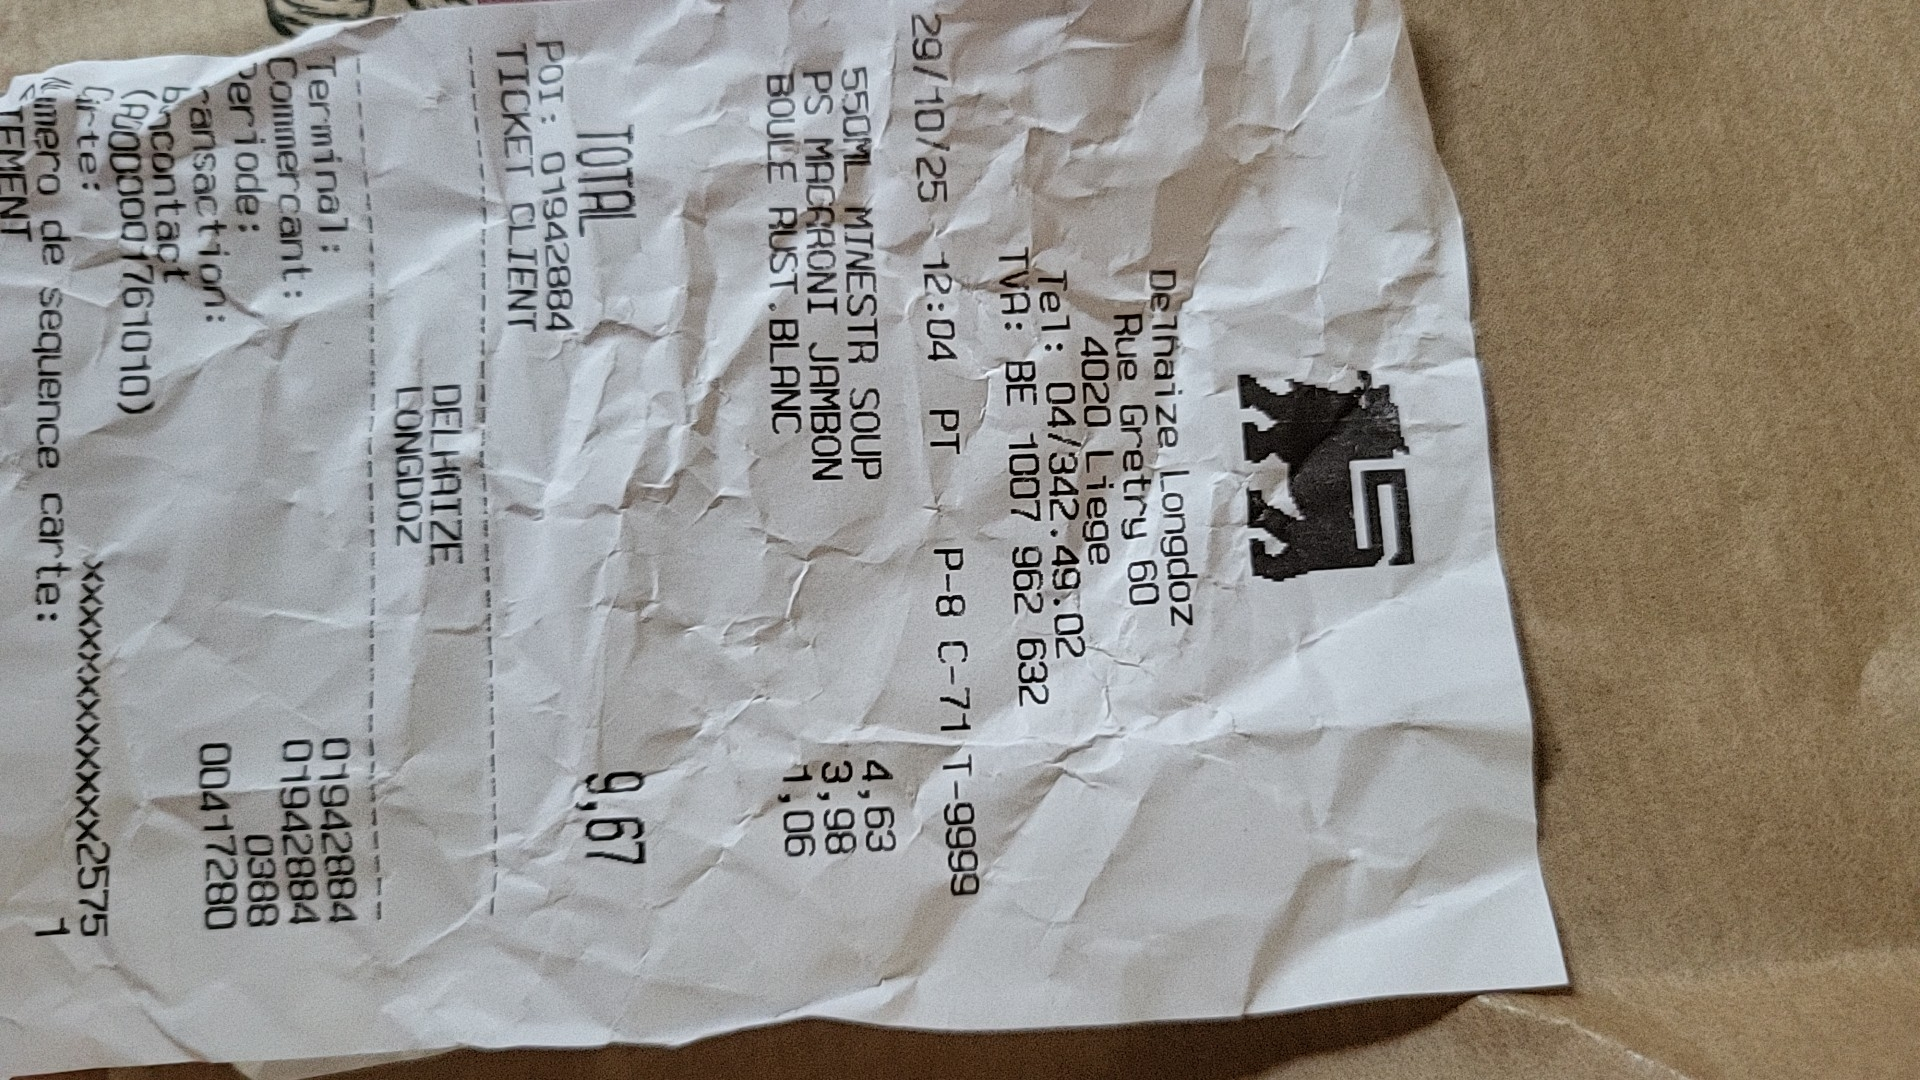 Delhaize Longdoz
Rue Gretry 60
4020 Liege
Tel: 04/342.49.02
TVA: BE 1007 962 632
29/10/25 12:04 PT P-8 C-71 T-9999
550ML MINESTR SOUP 4,63
PS MACARONI JAMBON 3,98
BOULE RUST.BLANC 1,06
TOTAL 9,67
POI: 01942884
TICKET CLIENT
DELHAIZE
LONGDOZ
Terminal: 01942884
Commercant: 01942884
Periode: 0388
Transaction: 00417280
Bancontact
(A0000001761010)
Carte: xxxxxxxxxxxxx2575
Numero de sequence carte: 1